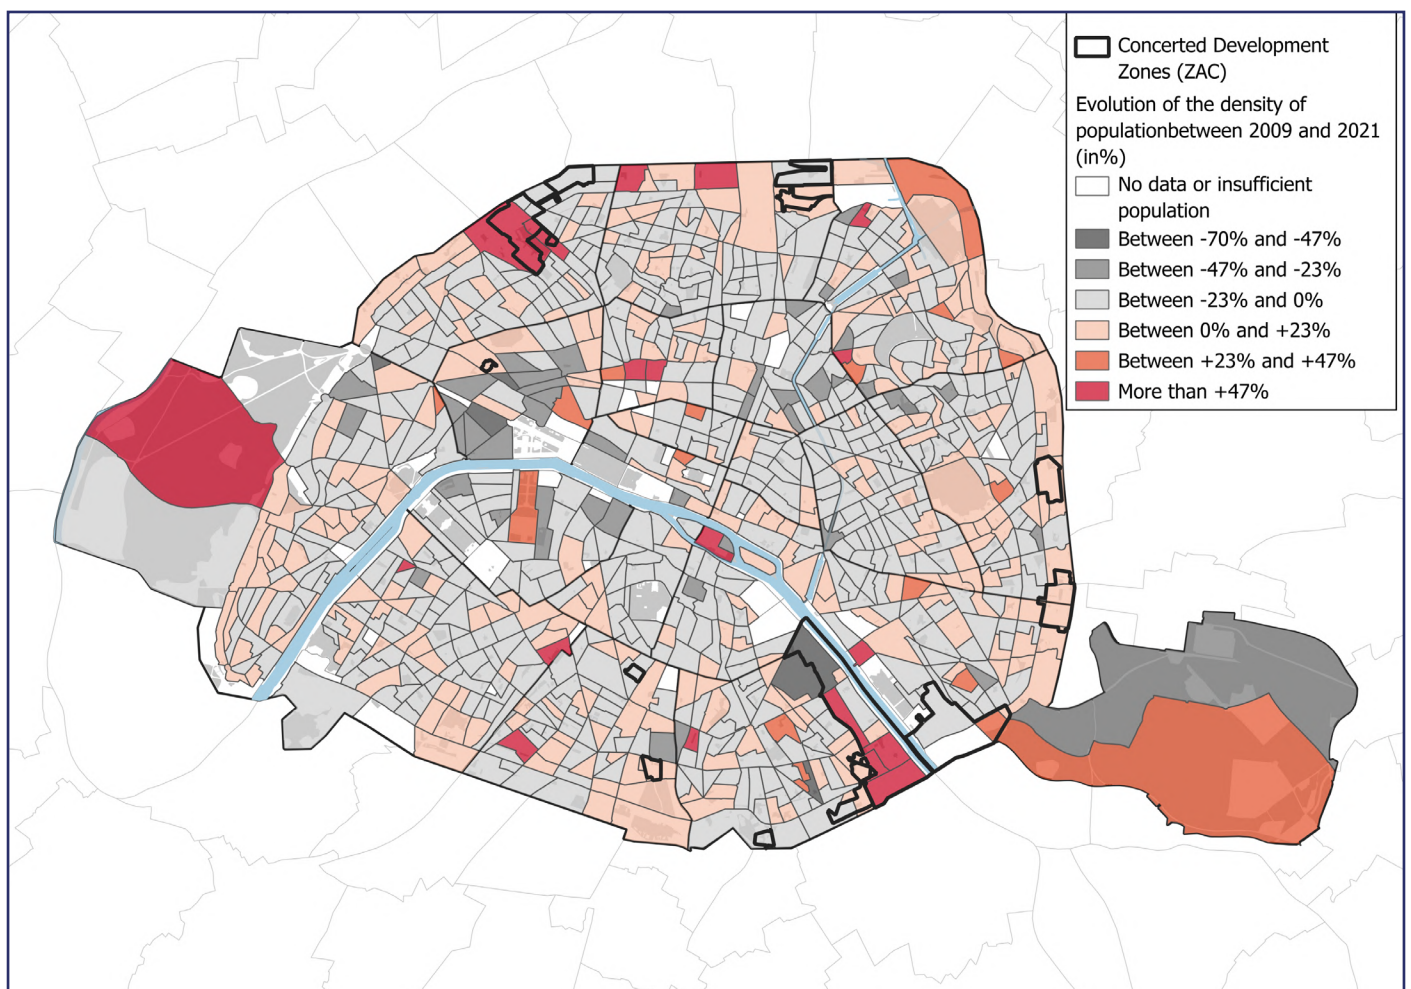 Concerted Development
Zones (ZAC)
Evolution of the density of
populationbetween 2009 and 2021
(in%)
No data or insufficient
population
Between -70% and -47%
Between -47% and -23%
Between -23% and 0%
Between 0% and +23%
Between +23% and +47%
More than +47%